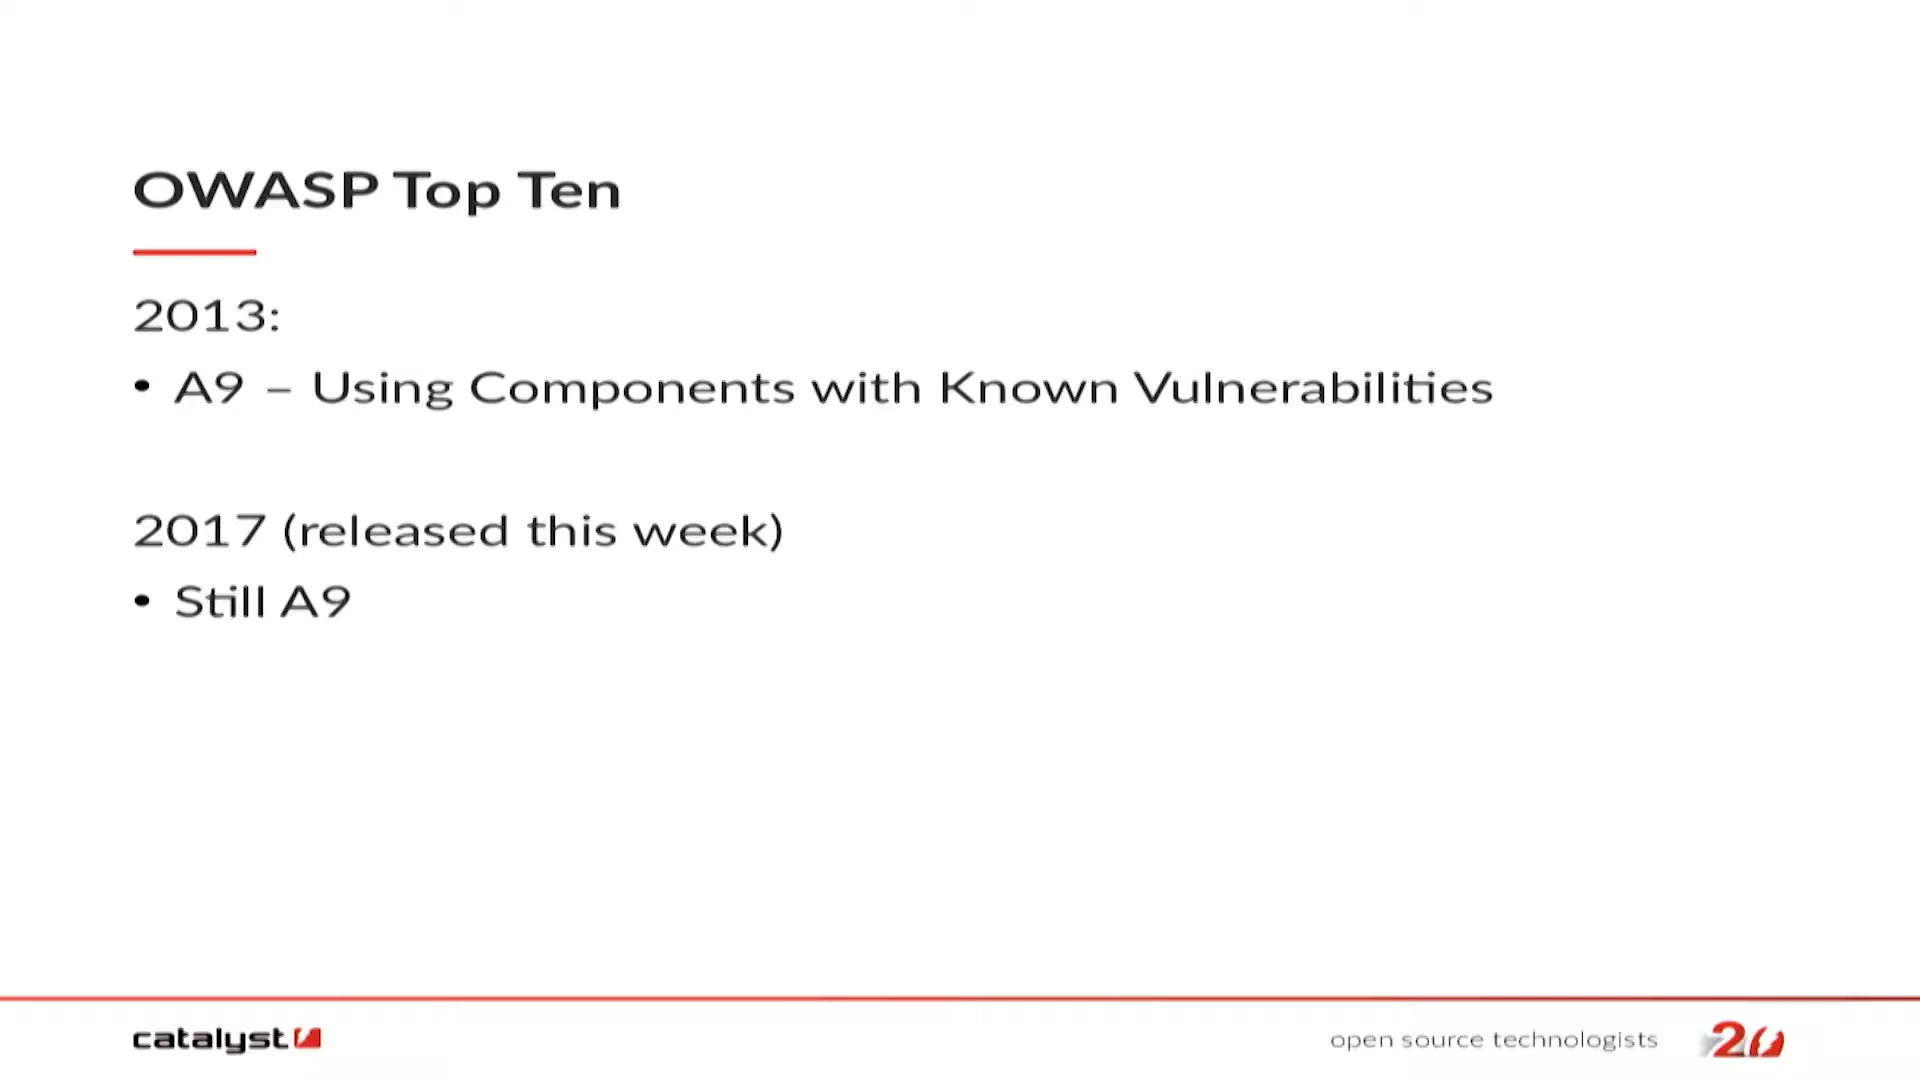 OWASP Top Ten
2013:
• A9 – Using Components with Known Vulnerabilities
2017 (released this week)
• Still A9
catalyst
open source technologists
20